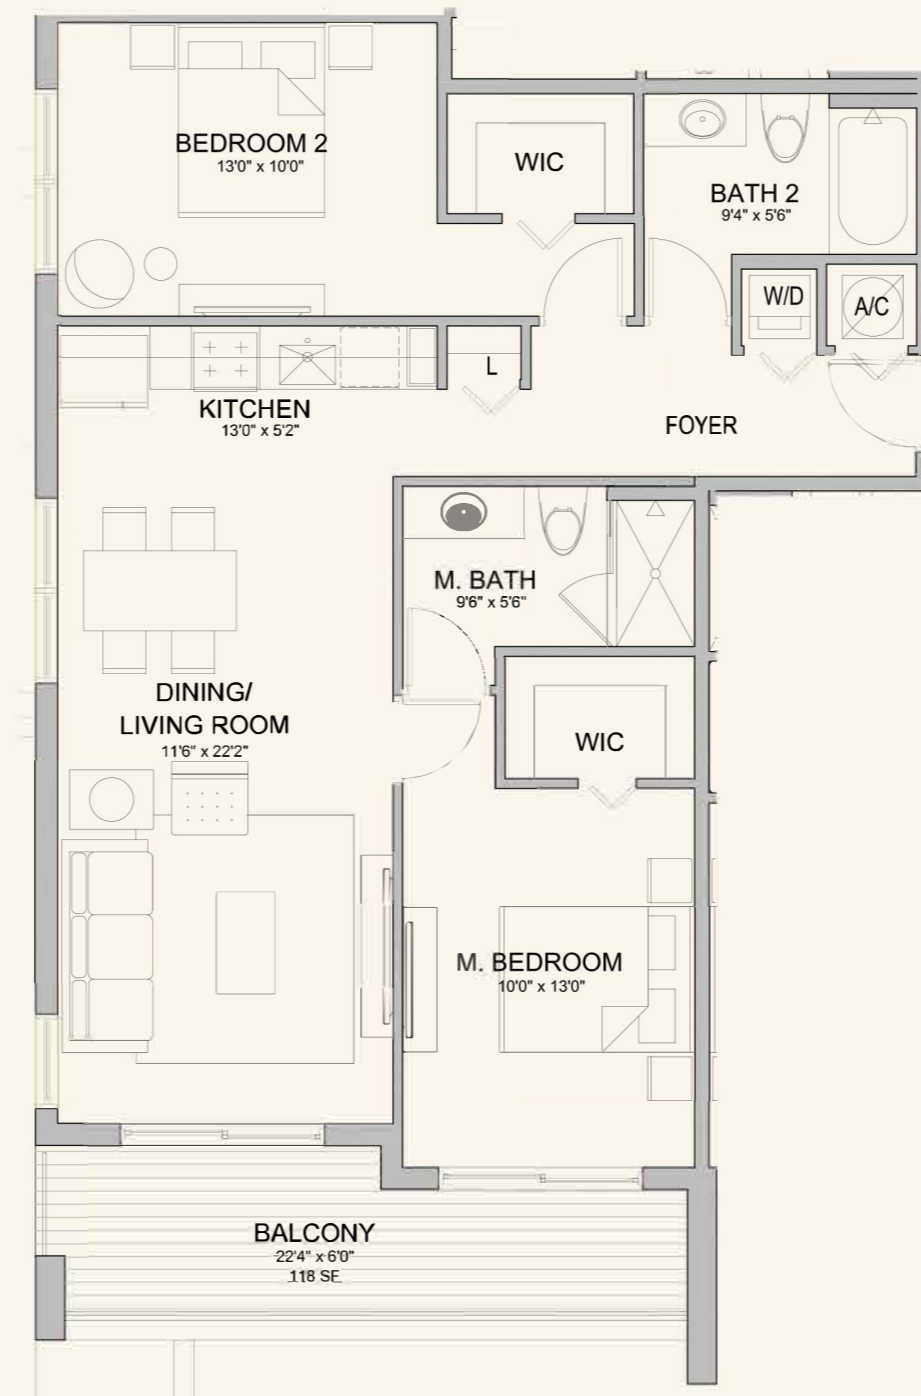 BEDROOM 2
13'0" x 10'0"
WIC
BATH 2
9'4" x 5'6"
W/D
A/C
L
KITCHEN
13'0" x 5'2"
FOYER
M. BATH
9'6" x 5'6"
DINING/
LIVING ROOM
11'6" x 22'2"
WIC
M. BEDROOM
10'0" x 13'0"
BALCONY
22'4" x 6'0"
118 SF